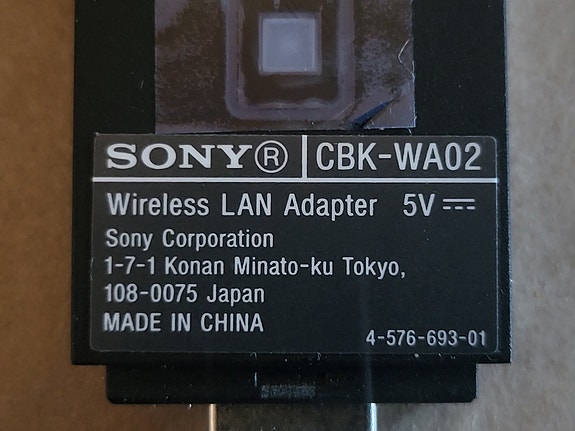 SONY® CBK-WA02
Wireless LAN Adapter 5V ⎓
Sony Corporation
1-7-1 Konan Minato-ku Tokyo,
108-0075 Japan
MADE IN CHINA 4-576-693-01